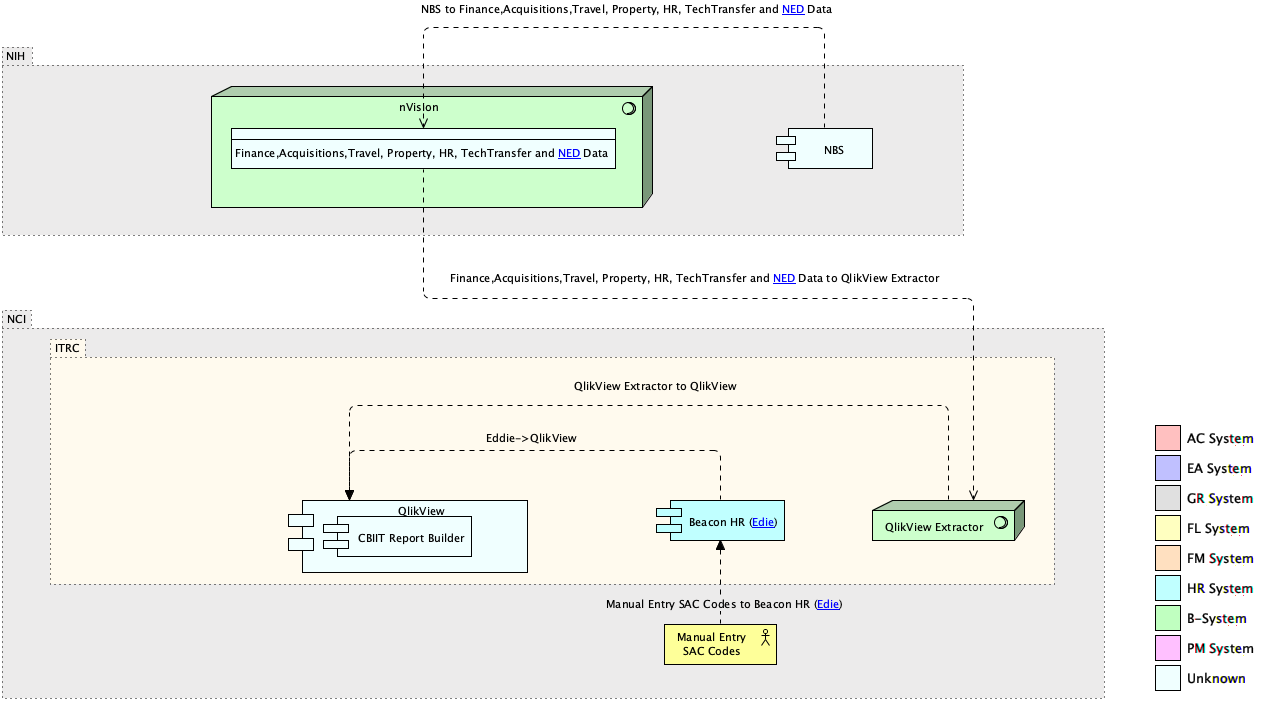 NBS to Finance,Acquisitions,Travel, Property, HR, TechTransfer and NED Data
NIH
nVision
Finance,Acquisitions,Travel, Property, HR, TechTransfer and NED Data
NBS
Finance,Acquisitions,Travel, Property, HR, TechTransfer and NED Data to QlikView Extractor
NCI
ITRC
QlikView Extractor to QlikView
Eddie->QlikView
QlikView
CBIIT Report Builder
Beacon HR (Edie)
QlikView Extractor
Manual Entry SAC Codes to Beacon HR (Edie)
Manual Entry
SAC Codes
AC System
EA System
GR System
FL System
FM System
HR System
B-System
PM System
Unknown